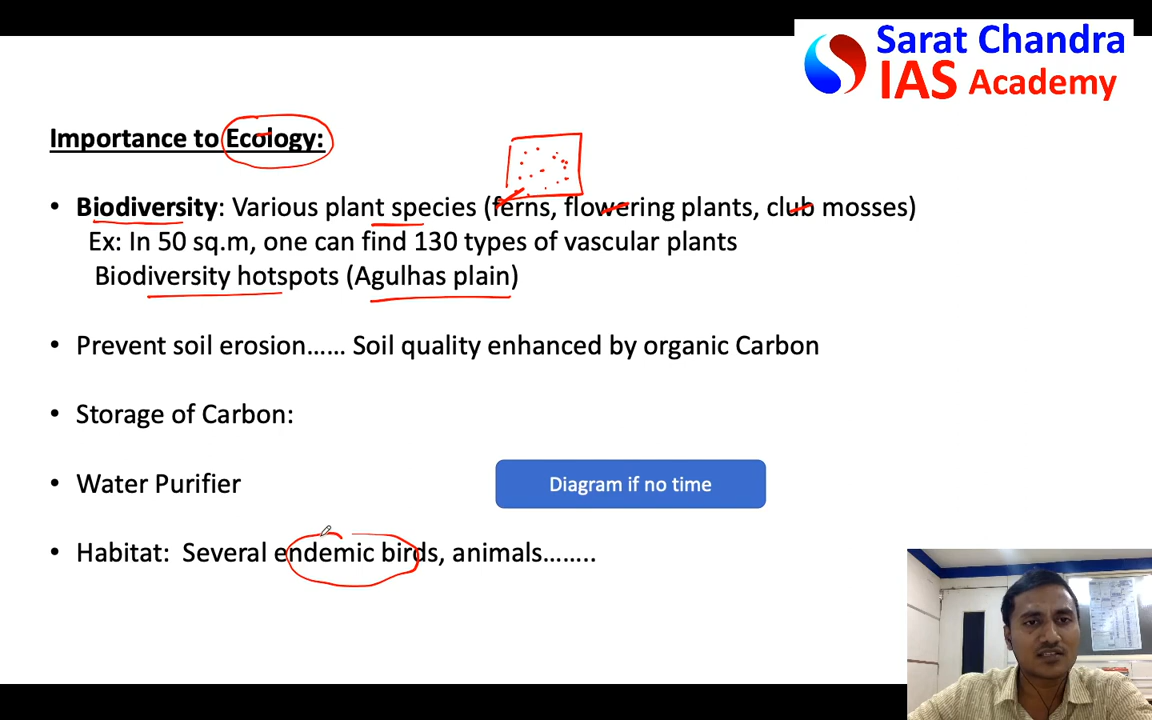 Sarat Chandra
IAS Academy
Importance to Ecology:
• Biodiversity: Various plant species (ferns, flowering plants, club mosses)
Ex: In 50 sq.m, one can find 130 types of vascular plants
Biodiversity hotspots (Agulhas plain)
• Prevent soil erosion…… Soil quality enhanced by organic Carbon
• Storage of Carbon:
• Water Purifier
Diagram if no time
• Habitat: Several endemic birds, animals……..